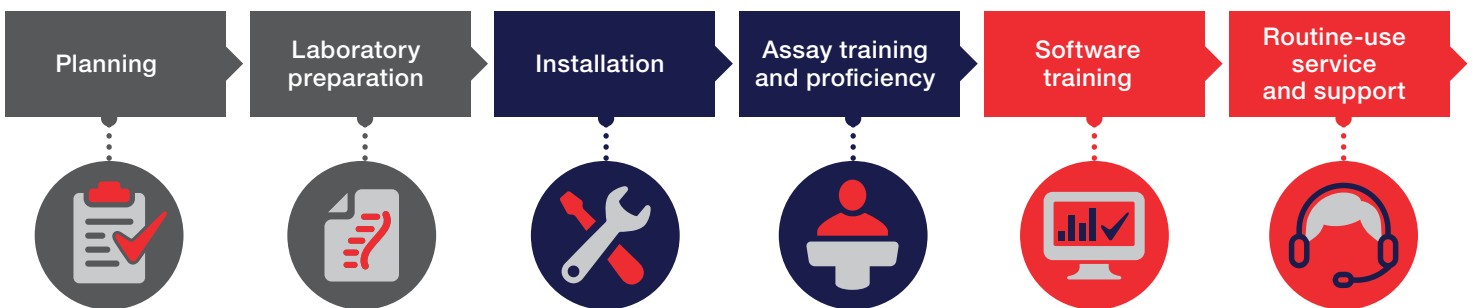 Planning
Laboratory
preparation
Installation
Assay training
and proficiency
Software
training
Routine-use
service
and support